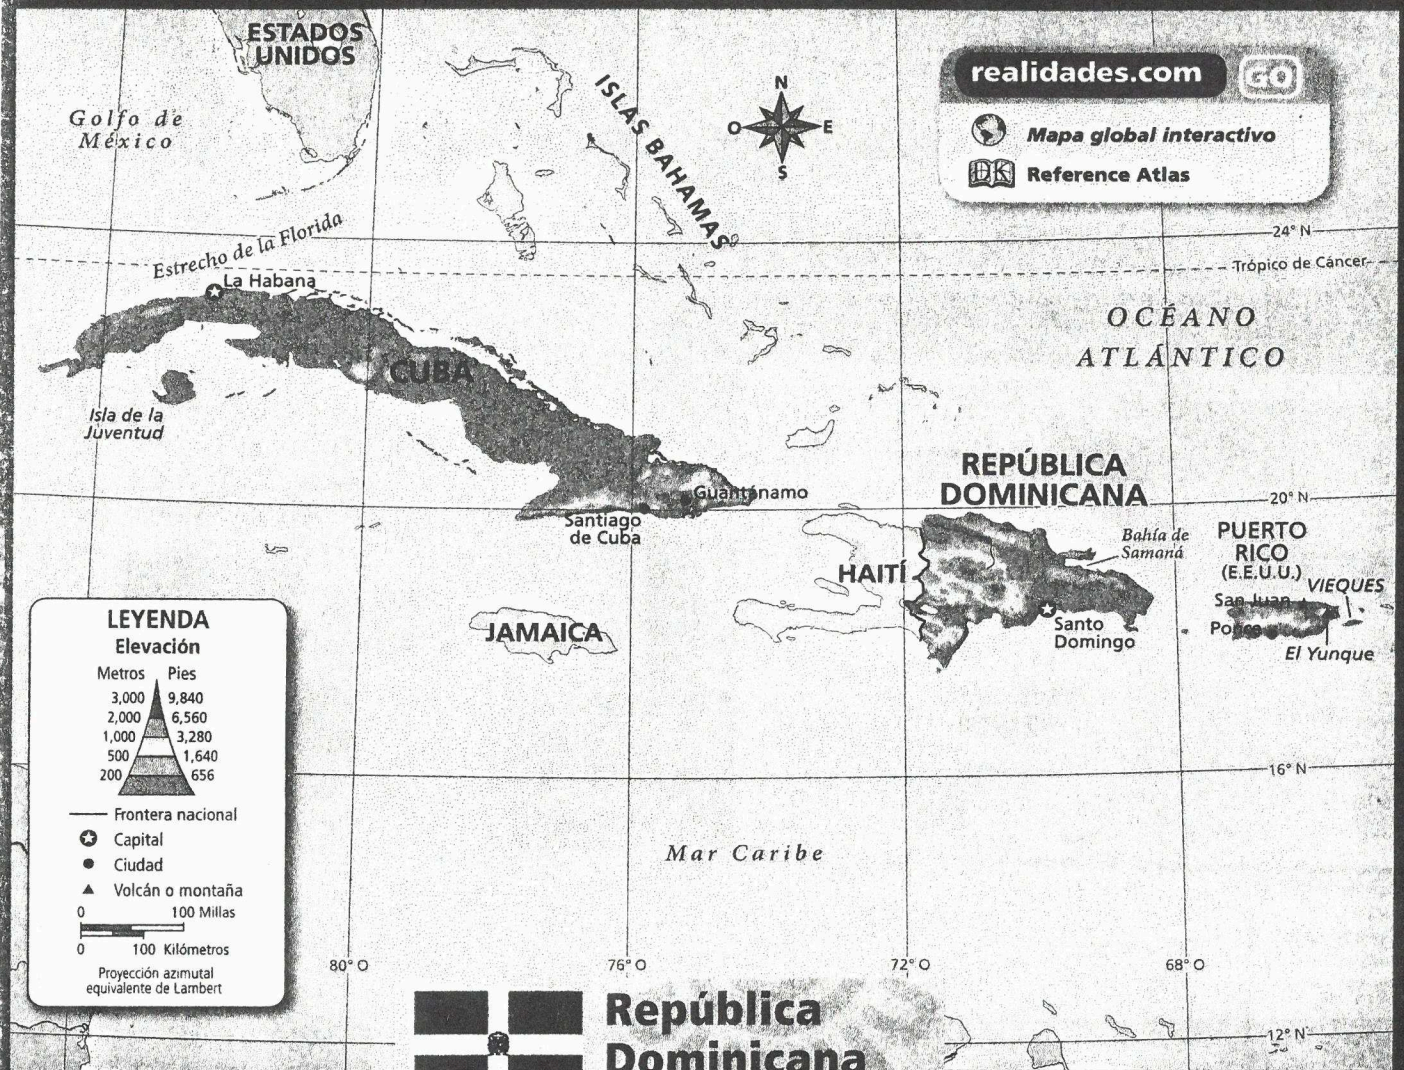 ESTADOS
UNIDOS
Golfo de
México
ISLAS BAHAMAS
N
O
E
S
realidades.com
GO
Mapa global interactivo
DK
Reference Atlas
Estrecho de la Florida
24° N
Trópico de Cáncer
La Habana
OCÉANO
ATLÁNTICO
CUBA
Isla de la
Juventud
REPÚBLICA
DOMINICANA
Guantánamo
20° N
Santiago
de Cuba
Bahía de
Samaná
PUERTO
RICO
(E.E.U.U.)
HAITÍ
VIEQUES
San Juan
JAMAICA
Santo
Domingo
Ponce
El Yunque
LEYENDA
Elevación
Metros Pies
3,000 9,840
2,000 6,560
1,000 3,280
500 1,640
200 656
Frontera nacional
Capital
Ciudad
Volcán o montaña
0 100 Millas
0 100 Kilómetros
Proyección azimutal
equivalente de Lambert
16° N
Mar Caribe
80° O
76° O
72° O
68° O
República
Dominicana
12° N